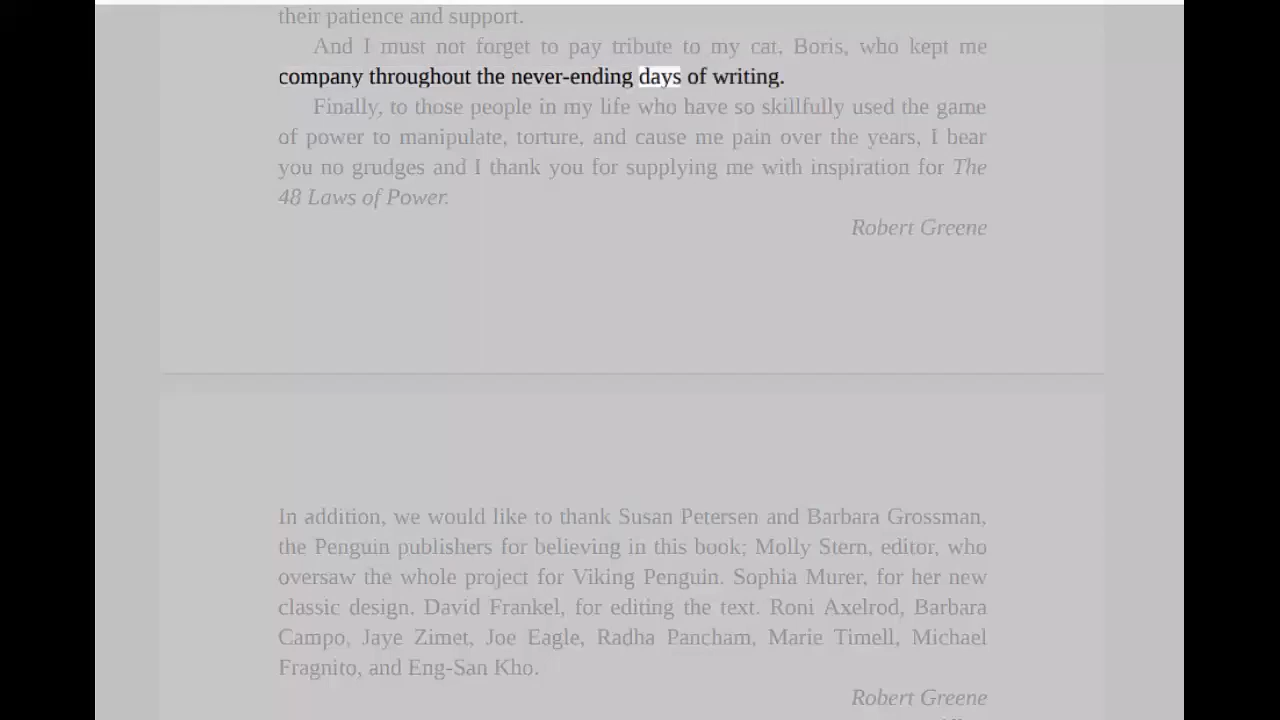 their patience and support.
And I must not forget to pay tribute to my cat, Boris, who kept me
company throughout the never-ending days of writing.
Finally, to those people in my life who have so skillfully used the game
of power to manipulate, torture, and cause me pain over the years, I bear
you no grudges and I thank you for supplying me with inspiration for The
48 Laws of Power.
Robert Greene
In addition, we would like to thank Susan Petersen and Barbara Grossman,
the Penguin publishers for believing in this book; Molly Stern, editor, who
oversaw the whole project for Viking Penguin. Sophia Murer, for her new
classic design. David Frankel, for editing the text. Roni Axelrod, Barbara
Campo, Jaye Zimet, Joe Eagle, Radha Pancham, Marie Timell, Michael
Fragnito, and Eng-San Kho.
Robert Greene